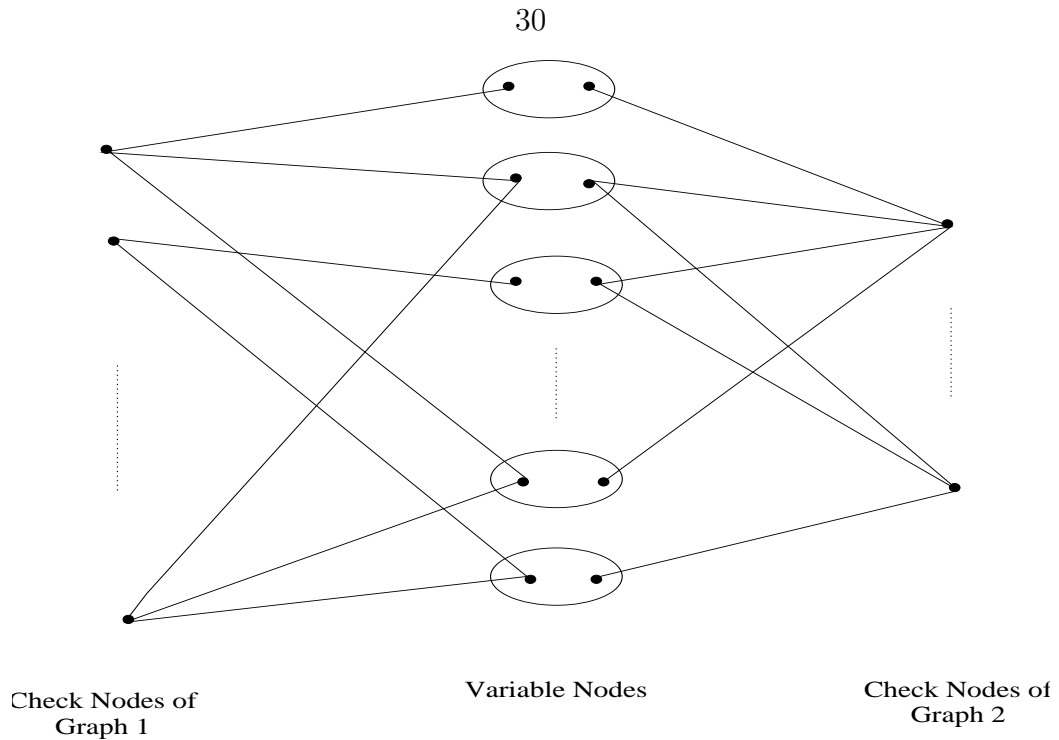 30
Check Nodes of
Graph 1
Variable Nodes
Check Nodes of
Graph 2